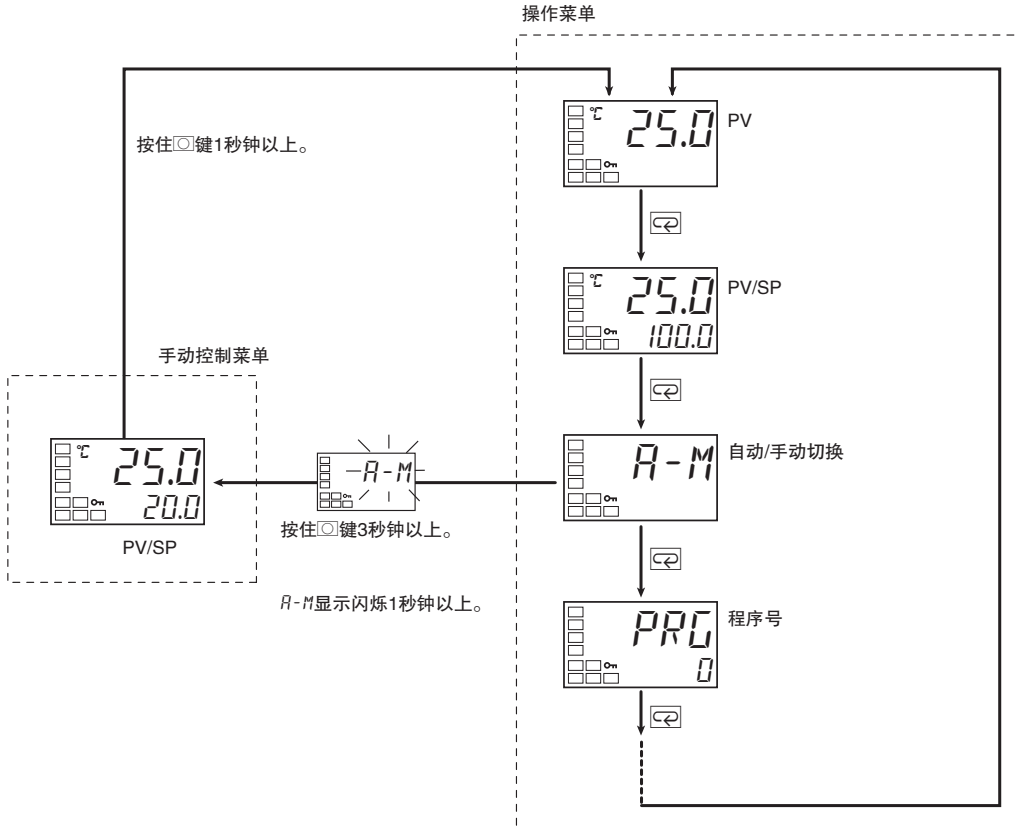 操作菜单
℃ 25.0 PV
按住◯键1秒钟以上。
℃ 25.0 PV/SP
100.0
手动控制菜单
℃ 25.0
20.0
PV/SP
A-M
按住◯键3秒钟以上。
A-M显示闪烁1秒钟以上。
A-M 自动/手动切换
PRG 程序号
0